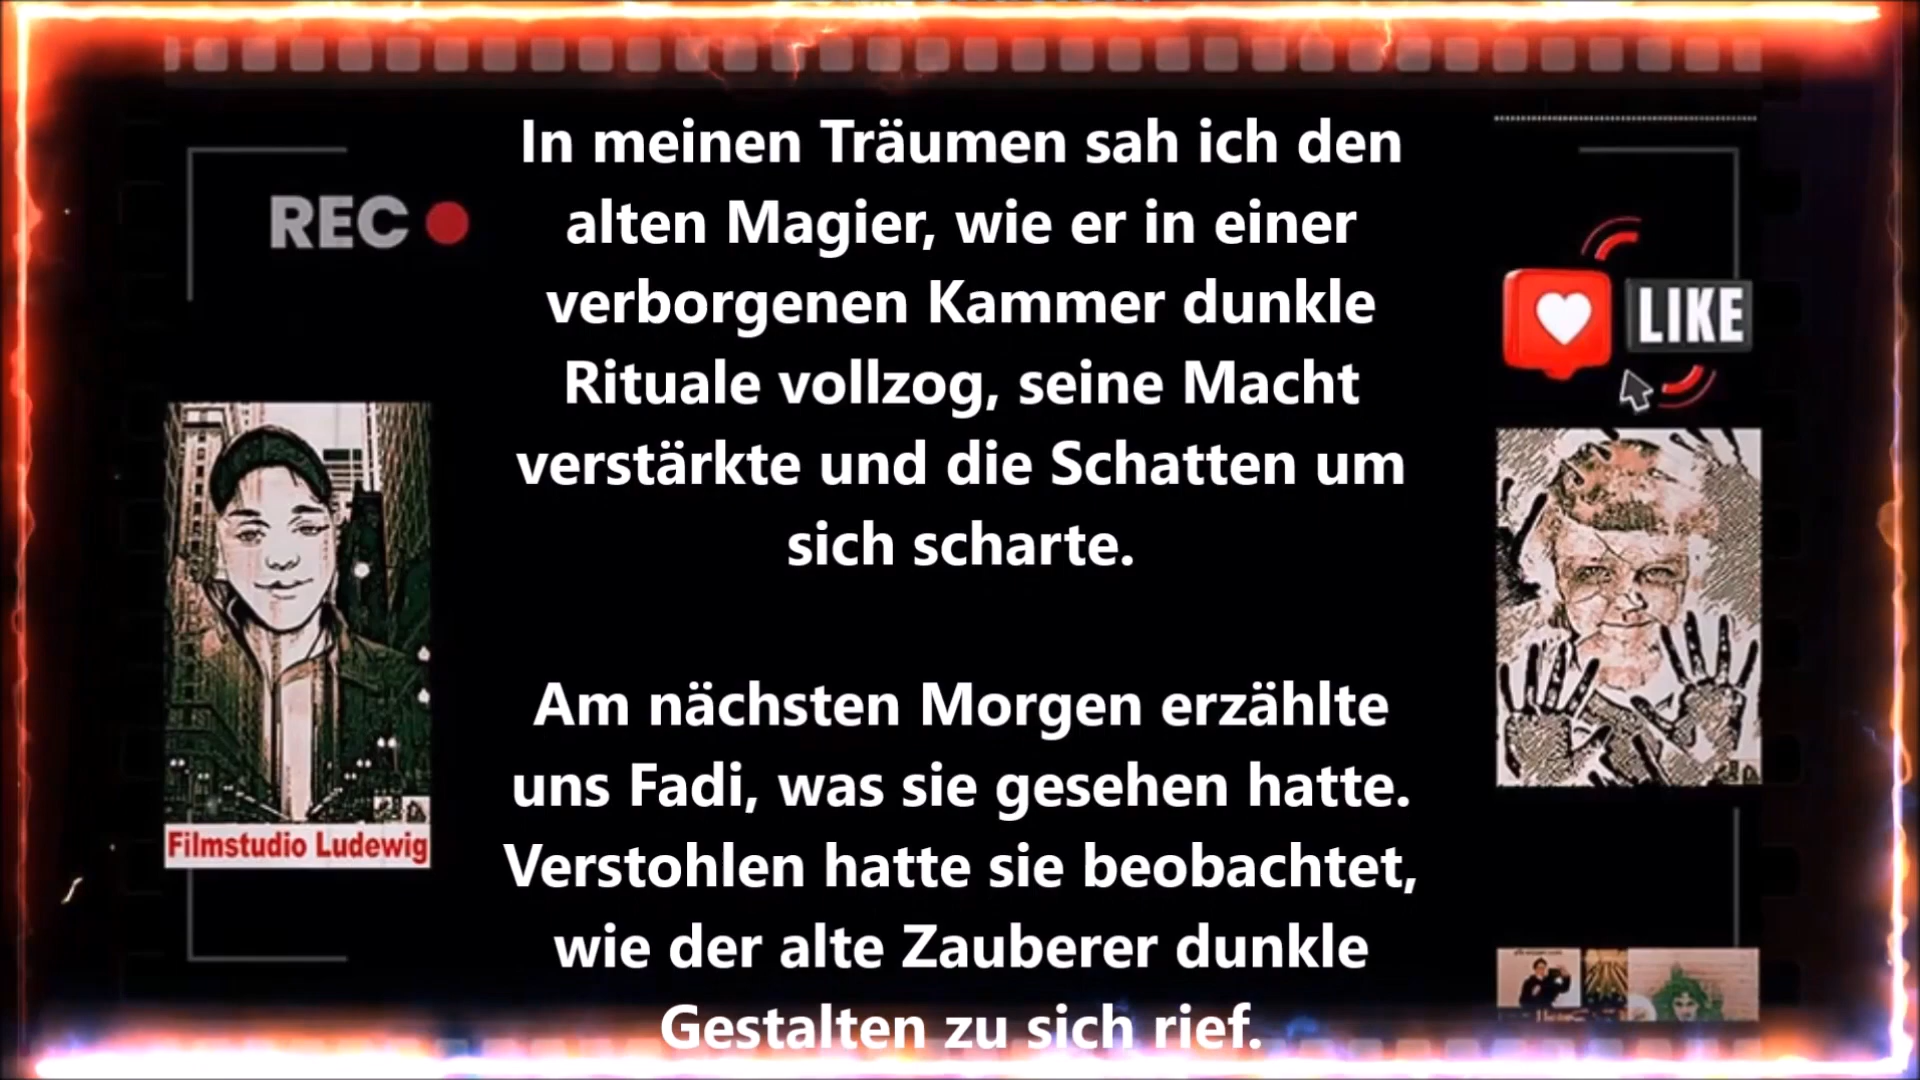 In meinen Träumen sah ich den
alten Magier, wie er in einer
verborgenen Kammer dunkle
Rituale vollzog, seine Macht
verstärkte und die Schatten um
sich scharte.
Am nächsten Morgen erzählte
uns Fadi, was sie gesehen hatte.
Verstohlen hatte sie beobachtet,
wie der alte Zauberer dunkle
Gestalten zu sich rief.
REC
Filmstudio Ludewig
LIKE